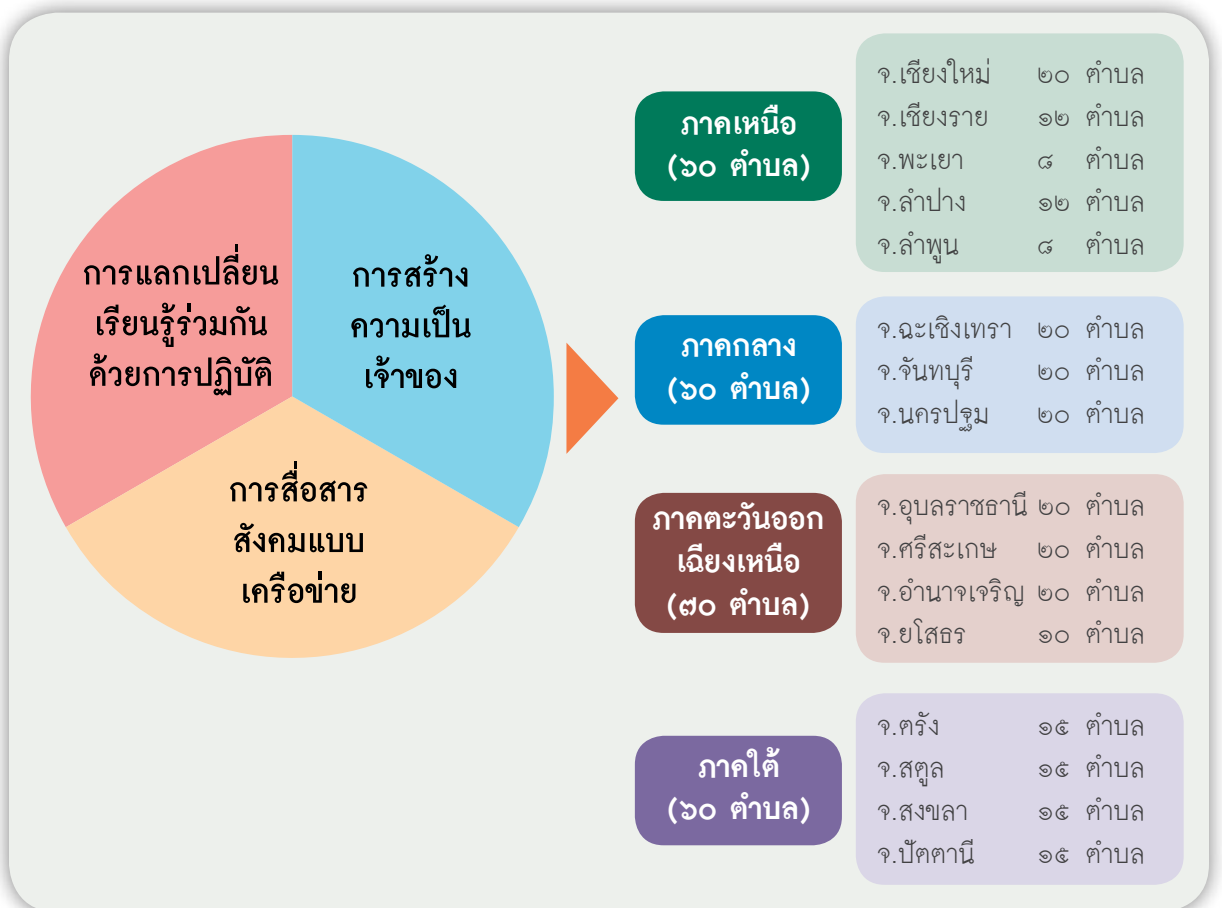 การแลกเปลี่ยน
เรียนรู้ร่วมกัน
ด้วยการปฏิบัติ
การสร้าง
ความเป็น
เจ้าของ
การสื่อสาร
สังคมแบบ
เครือข่าย
ภาคเหนือ
(๖๐ ตำบล)
จ.เชียงใหม่ ๒๐ ตำบล
จ.เชียงราย ๑๒ ตำบล
จ.พะเยา ๘ ตำบล
จ.ลำปาง ๑๒ ตำบล
จ.ลำพูน ๘ ตำบล
ภาคกลาง
(๖๐ ตำบล)
จ.ฉะเชิงเทรา ๒๐ ตำบล
จ.จันทบุรี ๒๐ ตำบล
จ.นครปฐม ๒๐ ตำบล
ภาคตะวันออก
เฉียงเหนือ
(๗๐ ตำบล)
จ.อุบลราชธานี ๒๐ ตำบล
จ.ศรีสะเกษ ๒๐ ตำบล
จ.อำนาจเจริญ ๒๐ ตำบล
จ.ยโสธร ๑๐ ตำบล
ภาคใต้
(๖๐ ตำบล)
จ.ตรัง ๑๕ ตำบล
จ.สตูล ๑๕ ตำบล
จ.สงขลา ๑๕ ตำบล
จ.ปัตตานี ๑๕ ตำบล